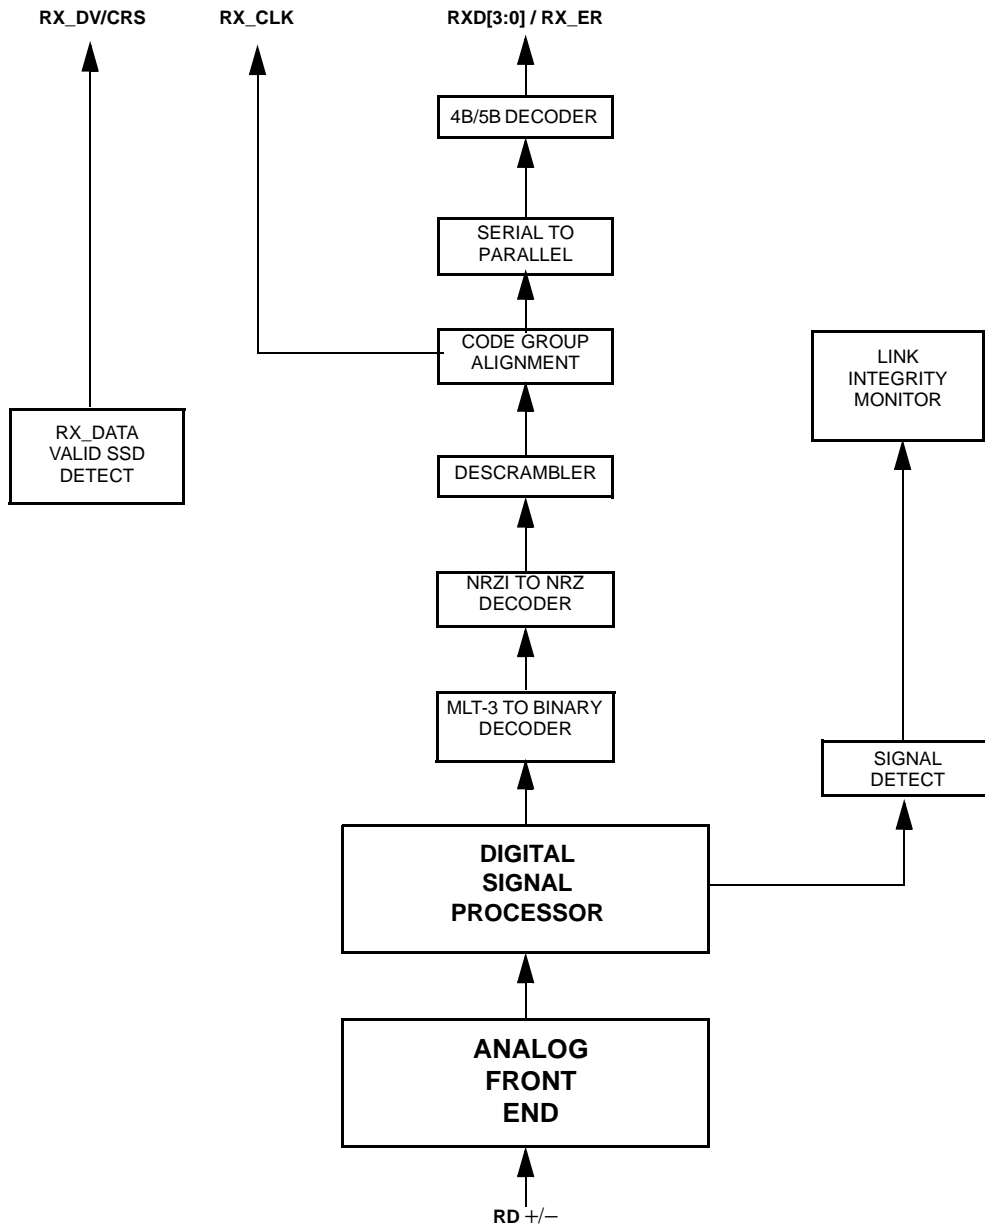 RX_DV/CRS
RX_CLK
RXD[3:0] / RX_ER
4B/5B DECODER
SERIAL TO
PARALLEL
CODE GROUP
ALIGNMENT
LINK
INTEGRITY
MONITOR
RX_DATA
VALID SSD
DETECT
DESCRAMBLER
NRZI TO NRZ
DECODER
MLT-3 TO BINARY
DECODER
SIGNAL
DETECT
DIGITAL
SIGNAL
PROCESSOR
ANALOG
FRONT
END
RD +/−